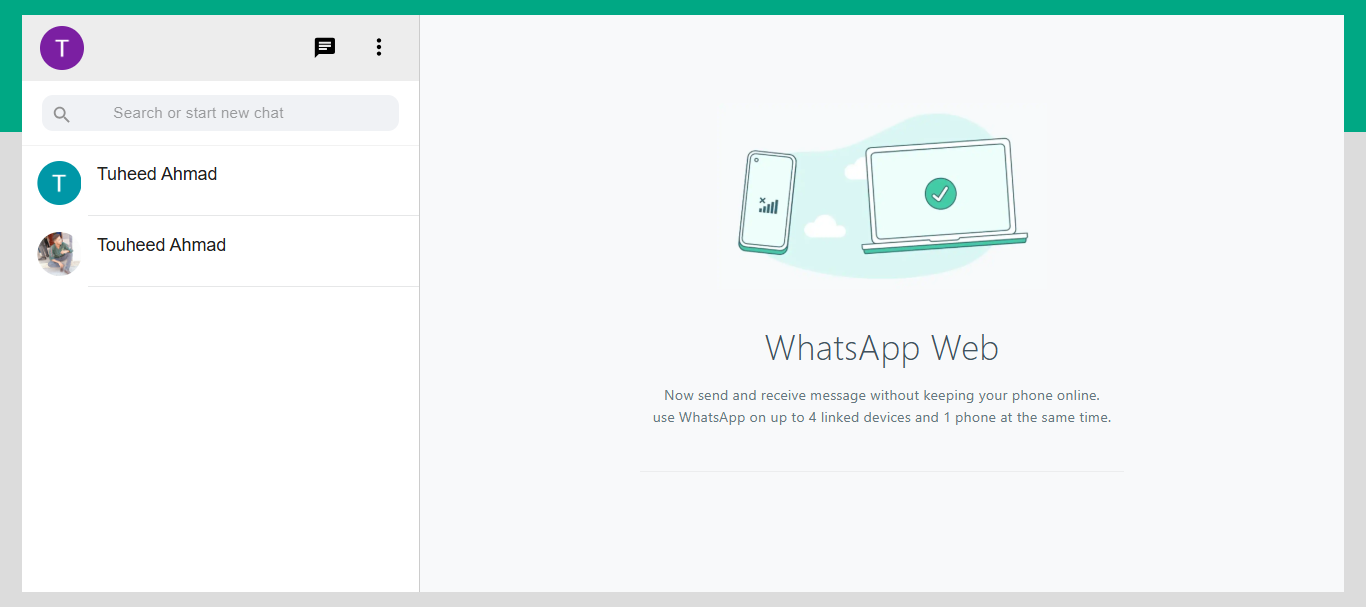 T
Search or start new chat
T
Tuheed Ahmad
Touheed Ahmad
WhatsApp Web
Now send and receive message without keeping your phone online.
use WhatsApp on up to 4 linked devices and 1 phone at the same time.